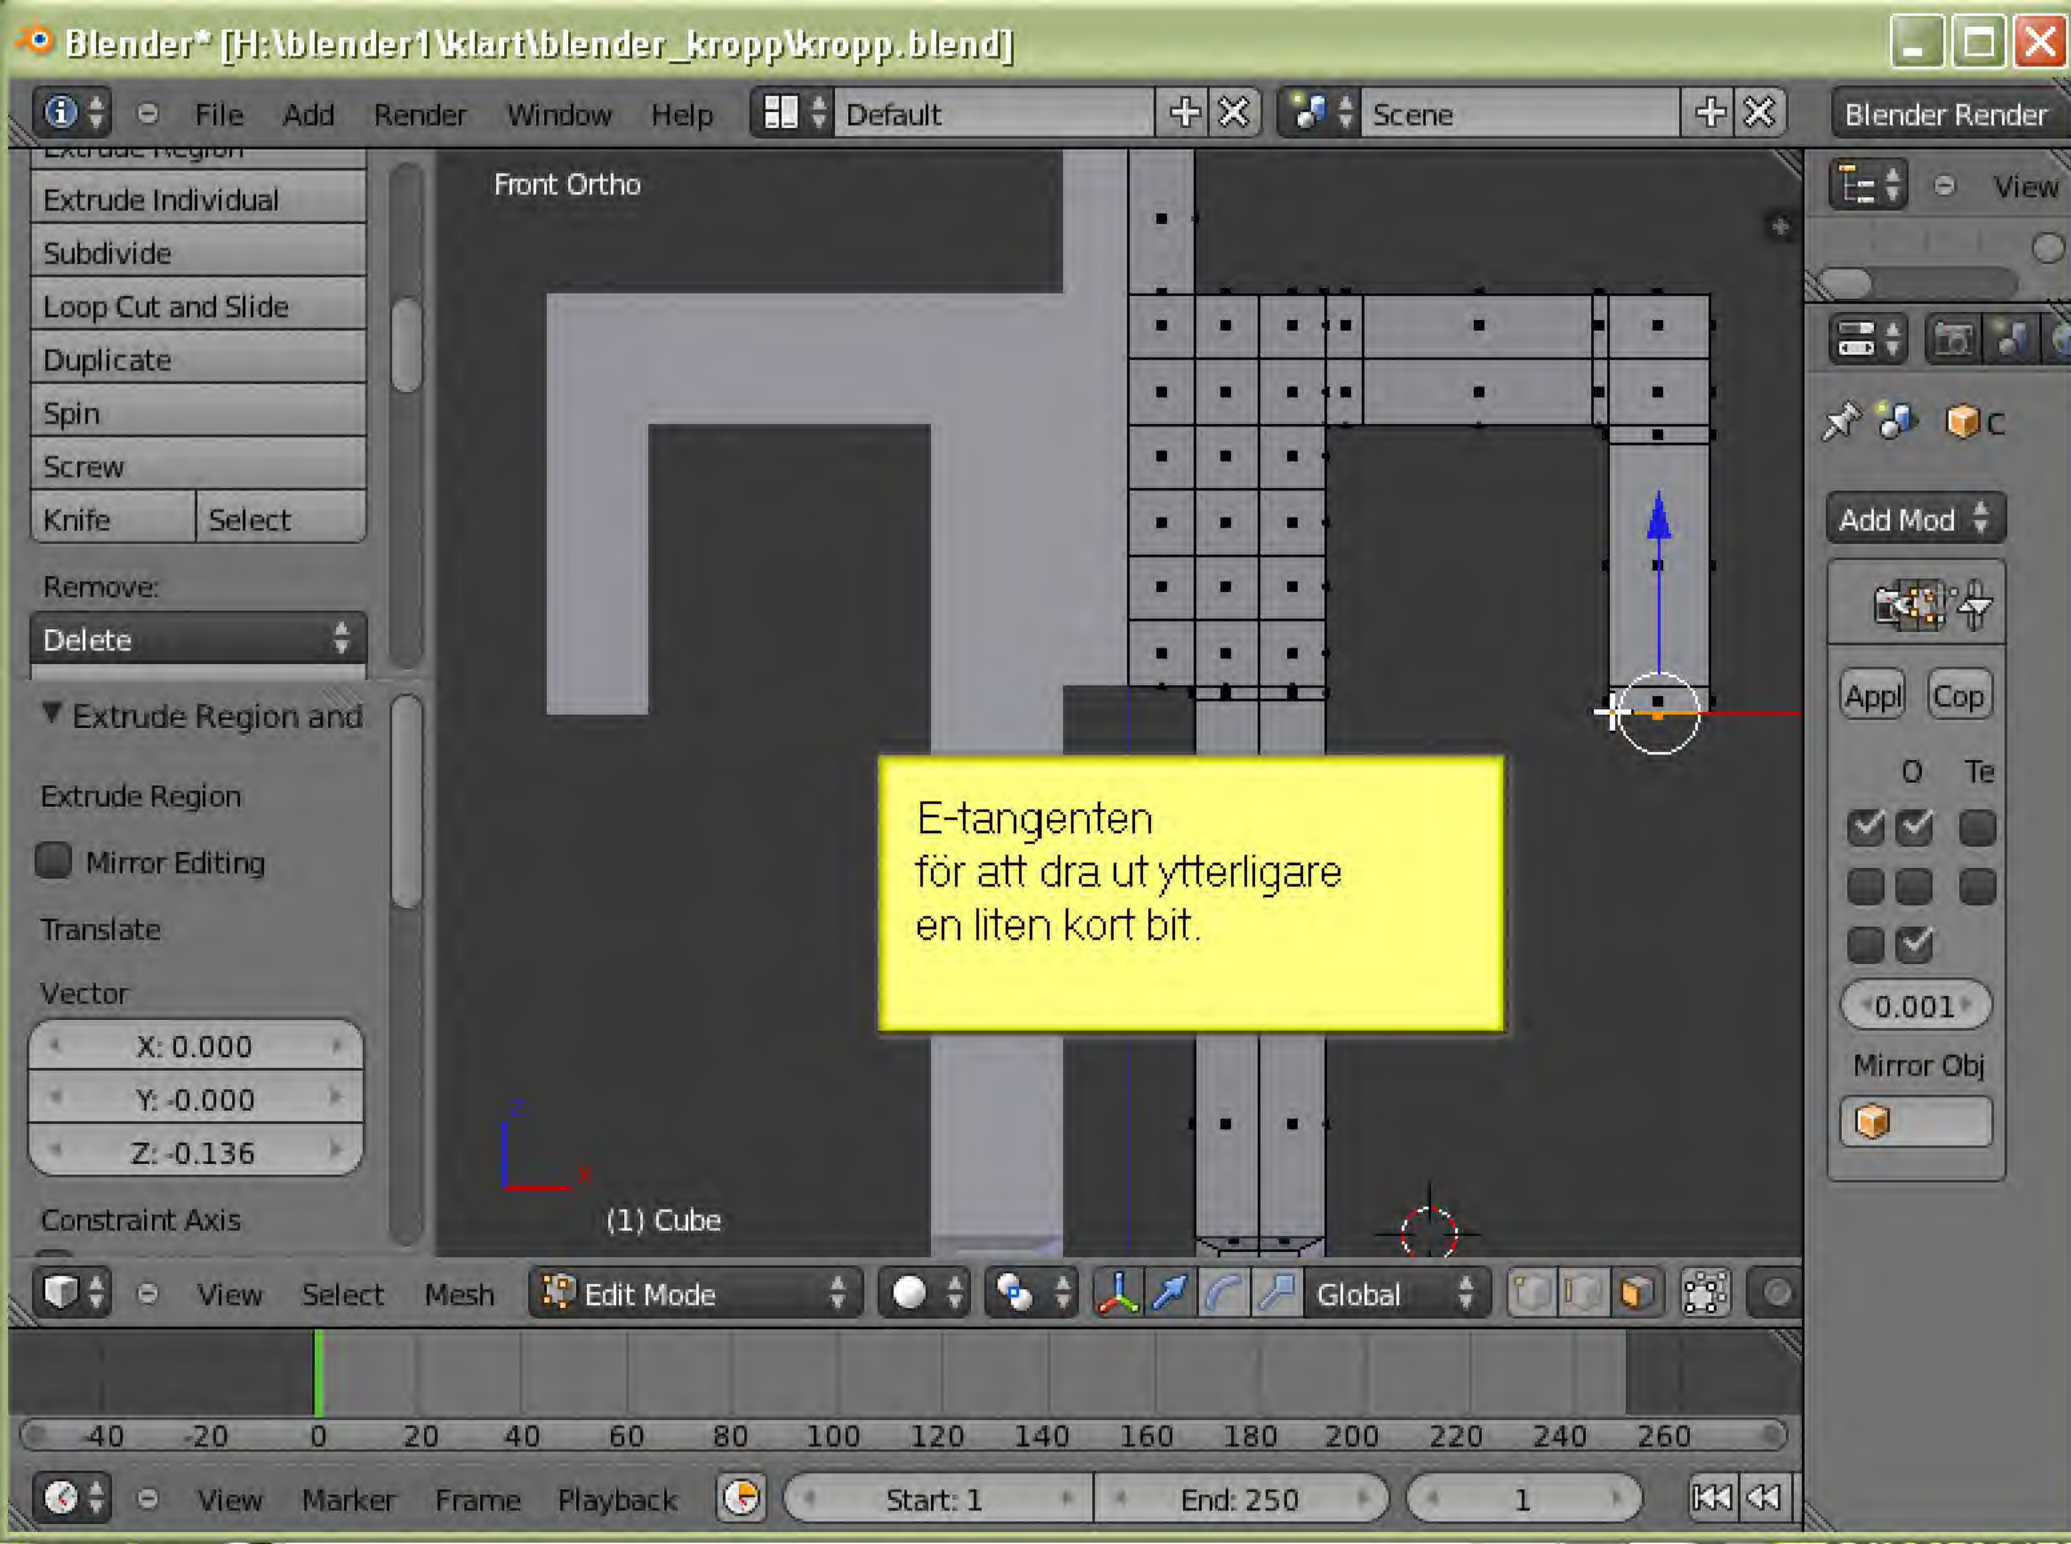 Blender* [H:\blender1\klart\blender_kropp\kropp.blend]
File Add Render Window Help Default Scene Blender Render
Extrude Region
Extrude Individual
Subdivide
Loop Cut and Slide
Duplicate
Spin
Screw
Knife Select
Remove:
Delete
Extrude Region and
Extrude Region
Mirror Editing
Translate
Vector
X: 0.000
Y: -0.000
Z: -0.136
Constraint Axis
Front Ortho
E-tangenten
för att dra ut ytterligare
en liten kort bit.
z
x
(1) Cube
View
C
Add Mod
Appl Cop
O Te
0.001
Mirror Obj
View Select Mesh Edit Mode Global
-40 -20 0 20 40 60 80 100 120 140 160 180 200 220 240 260
View Marker Frame Playback Start: 1 End: 250 1